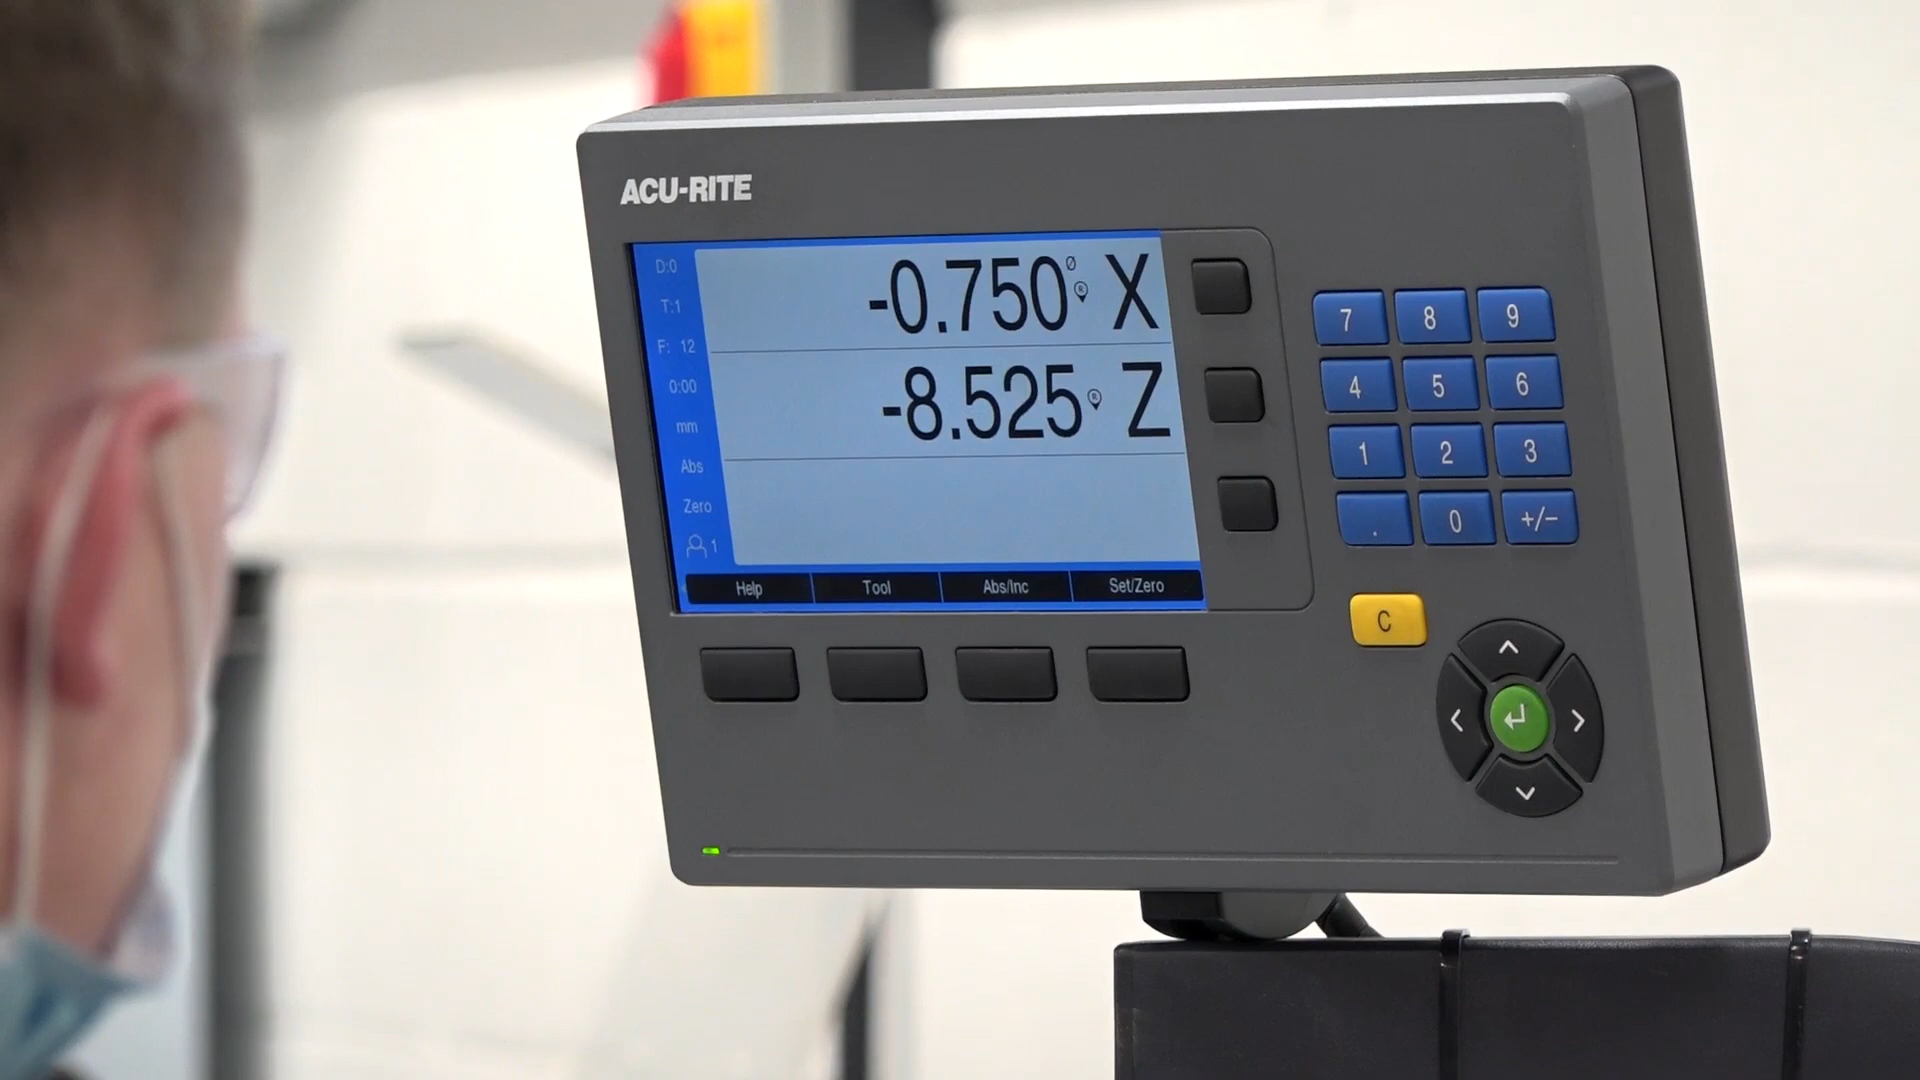 ACU-RITE
D:0
T:1
F: 12
0:00
mm
Abs
Zero
1
-0.750 Ø R X
-8.525 R Z
Help Tool Abs/Inc Set/Zero
7 8 9
4 5 6
1 2 3
. 0 +/-
C